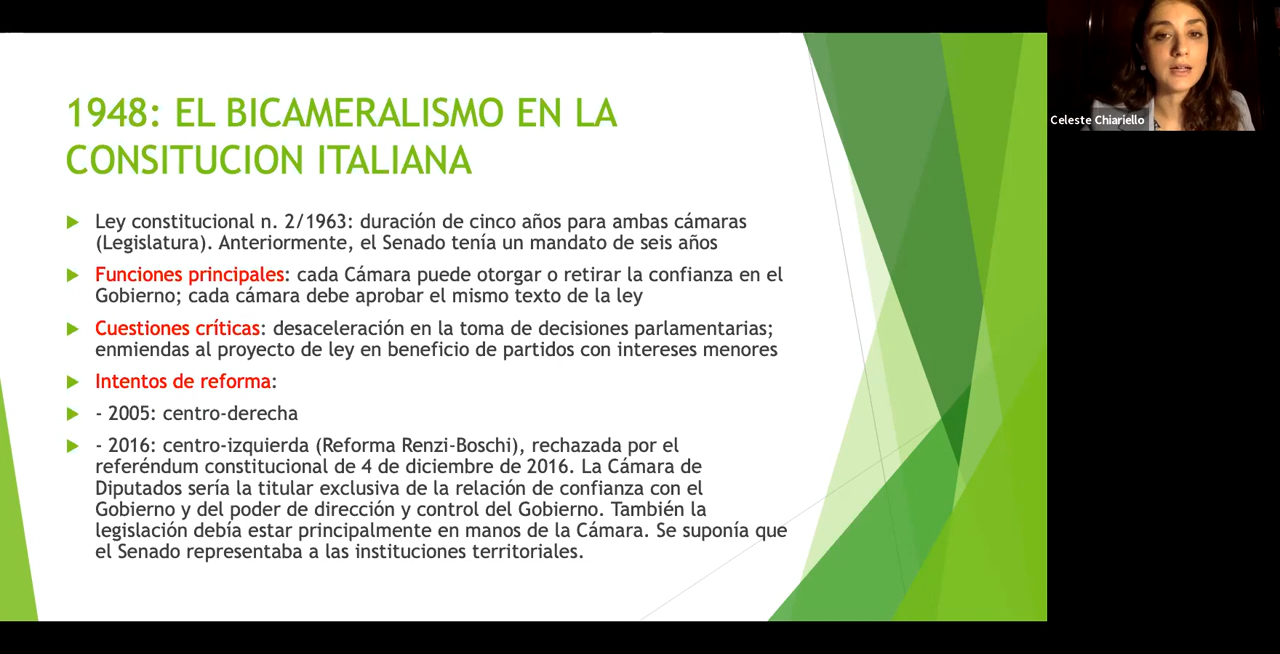 1948: EL BICAMERALISMO EN LA
CONSITUCION ITALIANA
Ley constitucional n. 2/1963: duración de cinco años para ambas cámaras
(Legislatura). Anteriormente, el Senado tenía un mandato de seis años
Funciones principales: cada Cámara puede otorgar o retirar la confianza en el
Gobierno; cada cámara debe aprobar el mismo texto de la ley
Cuestiones críticas: desaceleración en la toma de decisiones parlamentarias;
enmiendas al proyecto de ley en beneficio de partidos con intereses menores
Intentos de reforma:
- 2005: centro-derecha
- 2016: centro-izquierda (Reforma Renzi-Boschi), rechazada por el
referéndum constitucional de 4 de diciembre de 2016. La Cámara de
Diputados sería la titular exclusiva de la relación de confianza con el
Gobierno y del poder de dirección y control del Gobierno. También la
legislación debía estar principalmente en manos de la Cámara. Se suponía que
el Senado representaba a las instituciones territoriales.
Celeste Chiariello